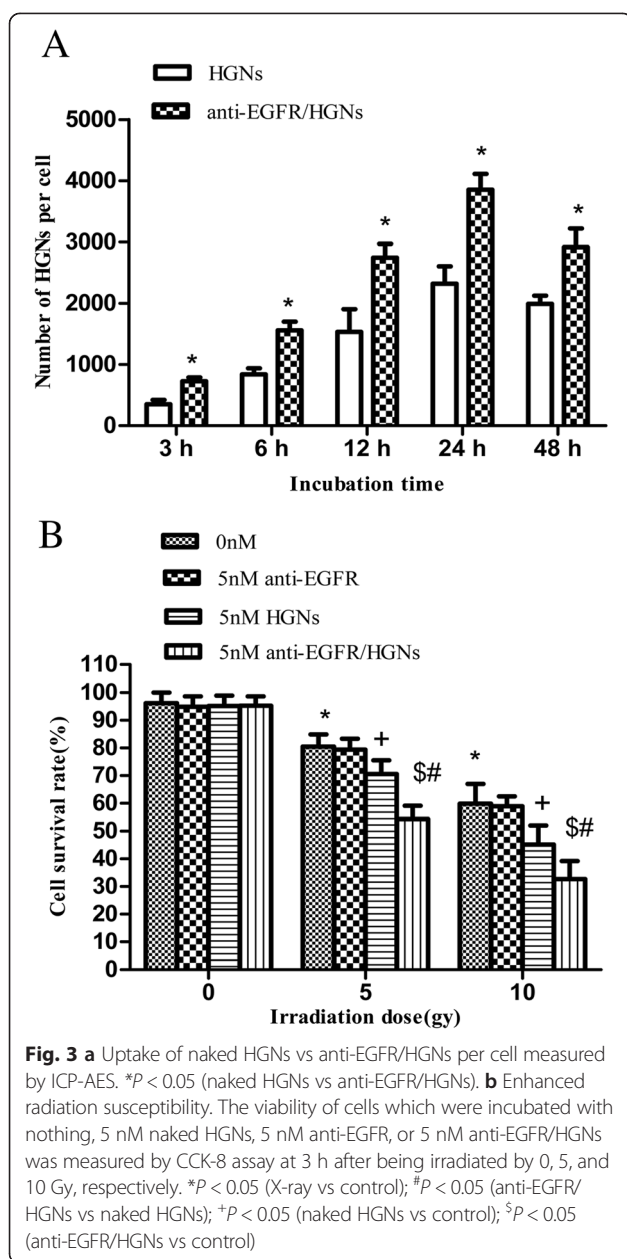 A
HGNs
anti-EGFR/HGNs
Number of HGNs per cell
5000
4000
3000
2000
1000
0
* * * * *
3 h 6 h 12 h 24 h 48 h
Incubation time
B
0nM
5nM anti-EGFR
5nM HGNs
5nM anti-EGFR/HGNs
Cell survival rate(%)
110
100
90
80
70
60
50
40
30
20
10
0
* + $# * + $#
0 5 10
Irradiation dose(gy)
Fig. 3 a Uptake of naked HGNs vs anti-EGFR/HGNs per cell measured
by ICP-AES. *P < 0.05 (naked HGNs vs anti-EGFR/HGNs). b Enhanced
radiation susceptibility. The viability of cells which were incubated with
nothing, 5 nM naked HGNs, 5 nM anti-EGFR, or 5 nM anti-EGFR/HGNs
was measured by CCK-8 assay at 3 h after being irradiated by 0, 5, and
10 Gy, respectively. *P < 0.05 (X-ray vs control); #P < 0.05 (anti-EGFR/
HGNs vs naked HGNs); +P < 0.05 (naked HGNs vs control); $P < 0.05
(anti-EGFR/HGNs vs control)